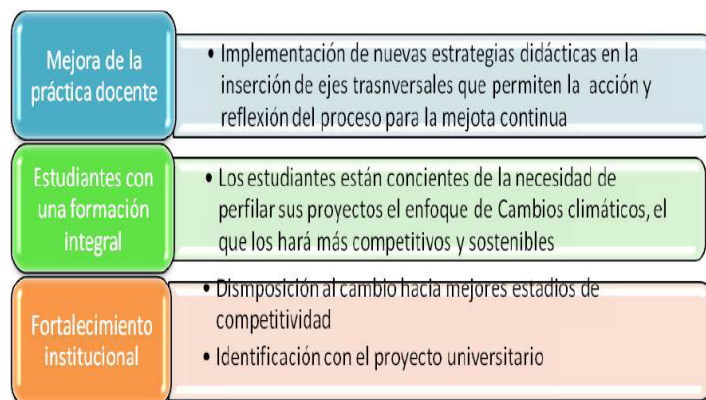 Mejora de la
práctica docente
• Implementación de nuevas estrategias didácticas en la
inserción de ejes trasnversales que permiten la acción y
reflexión del proceso para la mejota continua
Estudiantes con
una formación
integral
• Los estudiantes están concientes de la necesidad de
perfilar sus proyectos el enfoque de Cambios climáticos, el
que los hará más competitivos y sostenibles
Fortalecimiento
institucional
• Dismposición al cambio hacia mejores estadios de
competitividad
• Identificación con el proyecto universitario